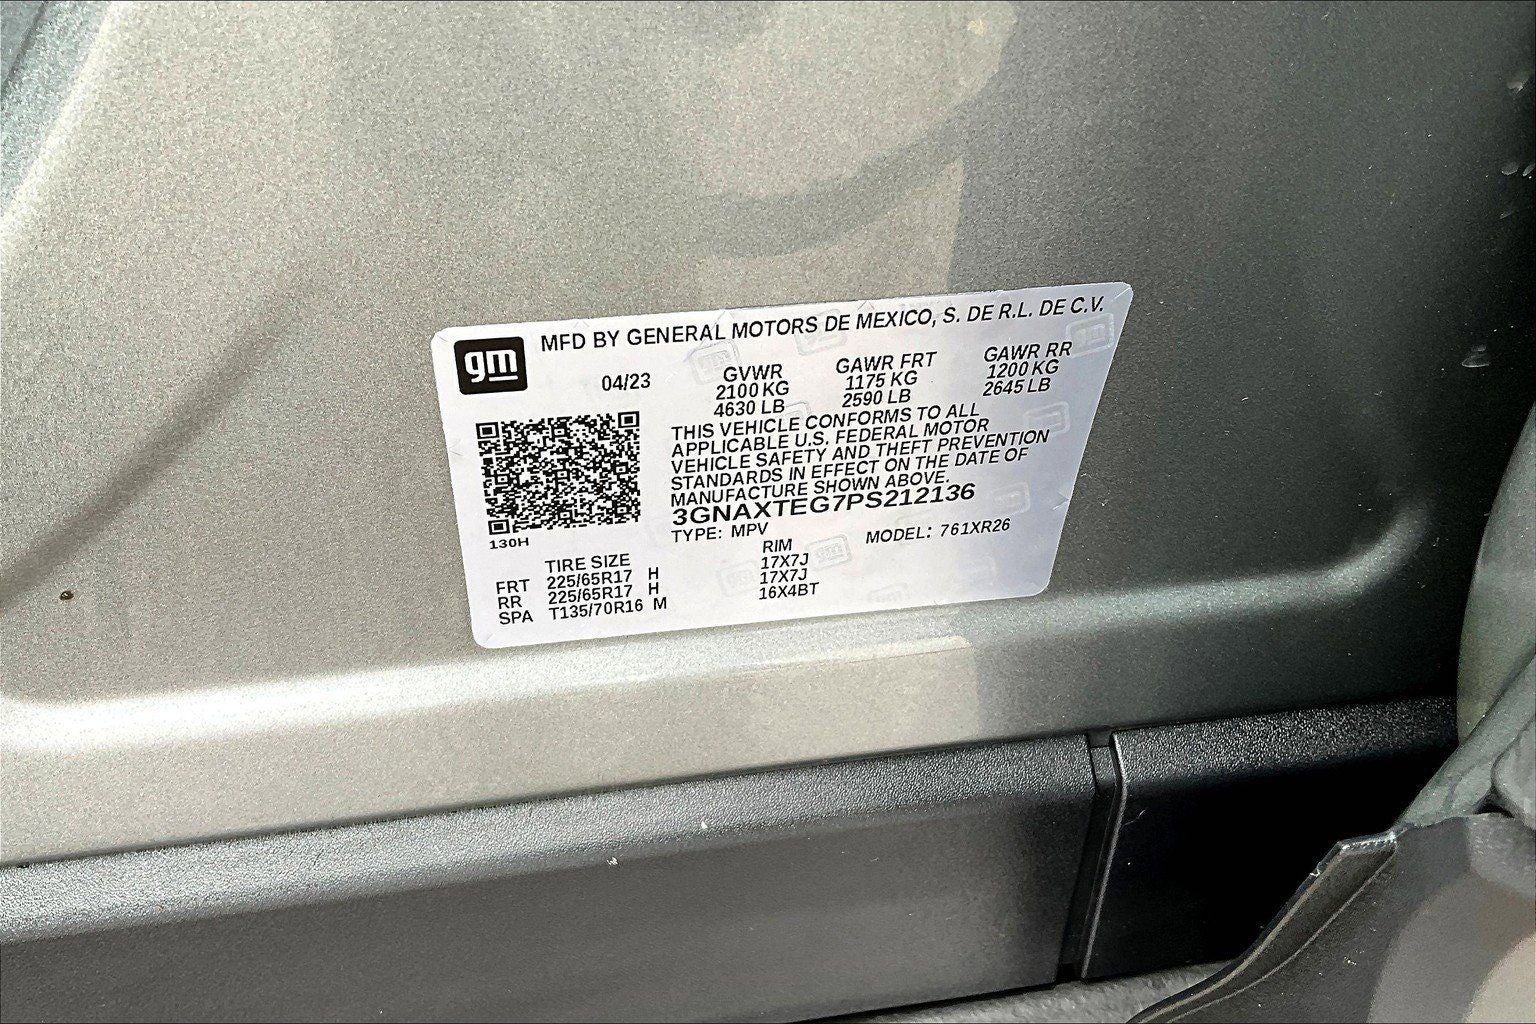 gm
MFD BY GENERAL MOTORS DE MEXICO, S. DE R.L. DE C.V.
04/23 GVWR GAWR FRT GAWR RR
2100 KG 1175 KG 1200 KG
4630 LB 2590 LB 2645 LB
THIS VEHICLE CONFORMS TO ALL
APPLICABLE U.S. FEDERAL MOTOR
VEHICLE SAFETY AND THEFT PREVENTION
STANDARDS IN EFFECT ON THE DATE OF
MANUFACTURE SHOWN ABOVE.
3GNAXTEG7PS212136
TYPE: MPV MODEL: 761XR26
130H
TIRE SIZE RIM
FRT 225/65R17 H 17X7J
RR 225/65R17 H 17X7J
SPA T135/70R16 M 16X4BT